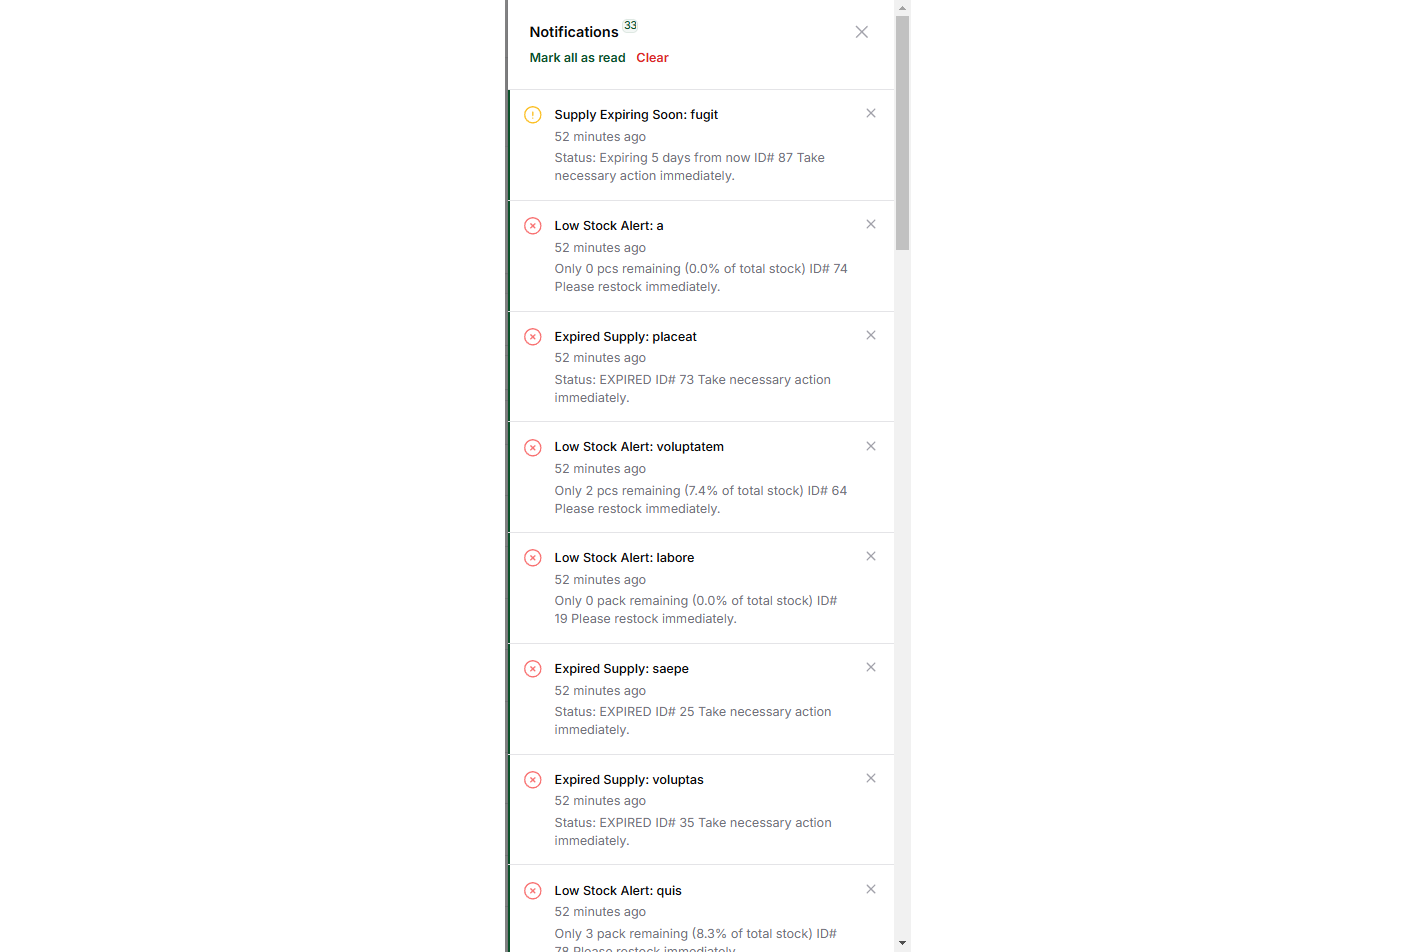 Notifications 33
Mark all as read Clear
Supply Expiring Soon: fugit
52 minutes ago
Status: Expiring 5 days from now ID# 87 Take
necessary action immediately.
Low Stock Alert: a
52 minutes ago
Only 0 pcs remaining (0.0% of total stock) ID# 74
Please restock immediately.
Expired Supply: placeat
52 minutes ago
Status: EXPIRED ID# 73 Take necessary action
immediately.
Low Stock Alert: voluptatem
52 minutes ago
Only 2 pcs remaining (7.4% of total stock) ID# 64
Please restock immediately.
Low Stock Alert: labore
52 minutes ago
Only 0 pack remaining (0.0% of total stock) ID#
19 Please restock immediately.
Expired Supply: saepe
52 minutes ago
Status: EXPIRED ID# 25 Take necessary action
immediately.
Expired Supply: voluptas
52 minutes ago
Status: EXPIRED ID# 35 Take necessary action
immediately.
Low Stock Alert: quis
52 minutes ago
Only 3 pack remaining (8.3% of total stock) ID#
78 Please restock immediately.